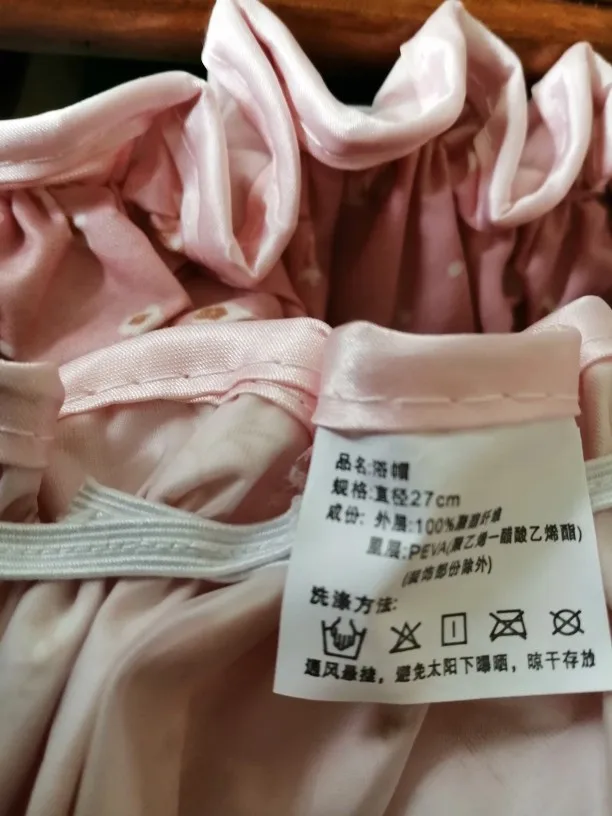 品名:浴帽
规格:直径27cm
成份: 外层:100%聚酯纤维
里层:PEVA(聚乙烯一醋酸乙烯酯)
(装饰部份除外)
洗涤方法:
通风悬挂，避免太阳下曝晒，晾干存放